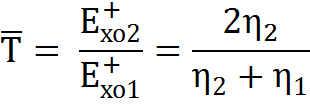 T̅ = E⁺ₓₒ₂ / E⁺ₓₒ₁ = 2η₂ / (η₂ + η₁)